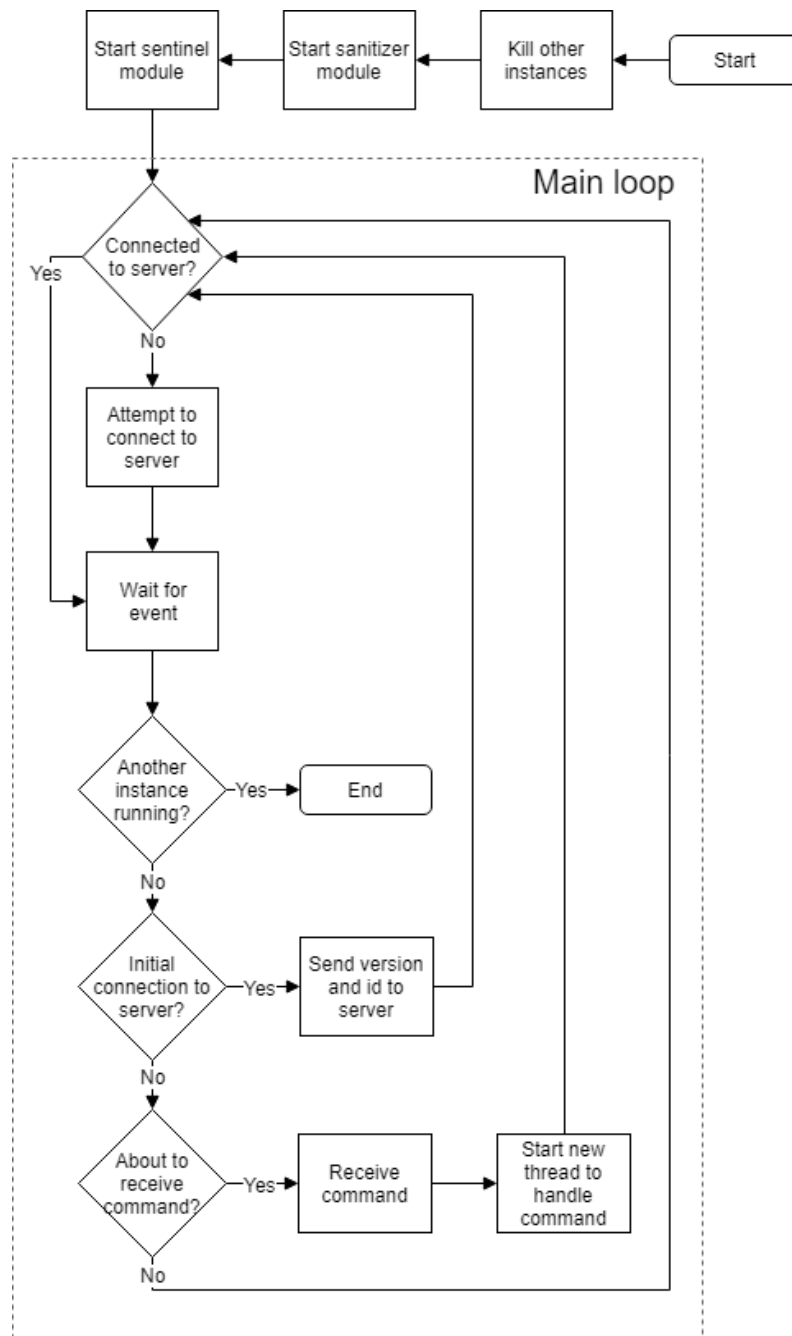 Start sentinel
module
Start sanitizer
module
Kill other
instances
Start
Main loop
Connected
to server?
Yes
No
Attempt to
connect to
server
Wait for
event
Another
instance
running?
Yes
End
No
Initial
connection to
server?
Yes
Send version
and id to
server
No
About to
receive
command?
Yes
Receive
command
Start new
thread to
handle
command
No